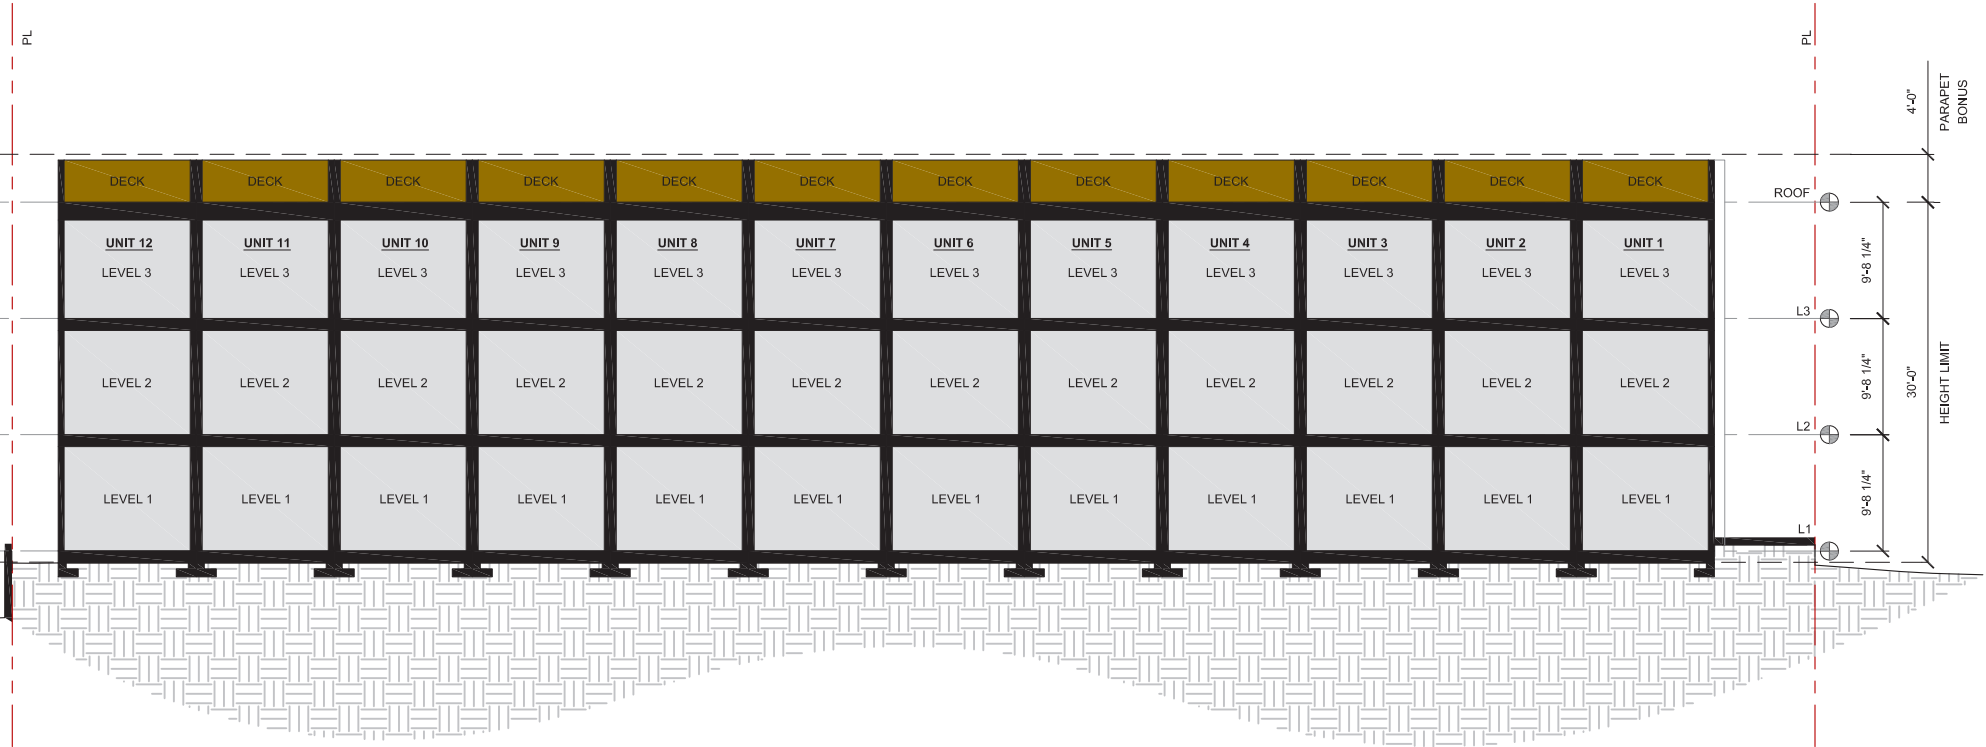 PL
PL
4'-0"
PARAPET
BONUS
DECK DECK DECK DECK DECK DECK DECK DECK DECK DECK DECK DECK
ROOF
UNIT 12 UNIT 11 UNIT 10 UNIT 9 UNIT 8 UNIT 7 UNIT 6 UNIT 5 UNIT 4 UNIT 3 UNIT 2 UNIT 1
LEVEL 3 LEVEL 3 LEVEL 3 LEVEL 3 LEVEL 3 LEVEL 3 LEVEL 3 LEVEL 3 LEVEL 3 LEVEL 3 LEVEL 3 LEVEL 3
9'-8 1/4"
L3
LEVEL 2 LEVEL 2 LEVEL 2 LEVEL 2 LEVEL 2 LEVEL 2 LEVEL 2 LEVEL 2 LEVEL 2 LEVEL 2 LEVEL 2 LEVEL 2
9'-8 1/4"
30'-0"
HEIGHT LIMIT
L2
LEVEL 1 LEVEL 1 LEVEL 1 LEVEL 1 LEVEL 1 LEVEL 1 LEVEL 1 LEVEL 1 LEVEL 1 LEVEL 1 LEVEL 1 LEVEL 1
9'-8 1/4"
L1